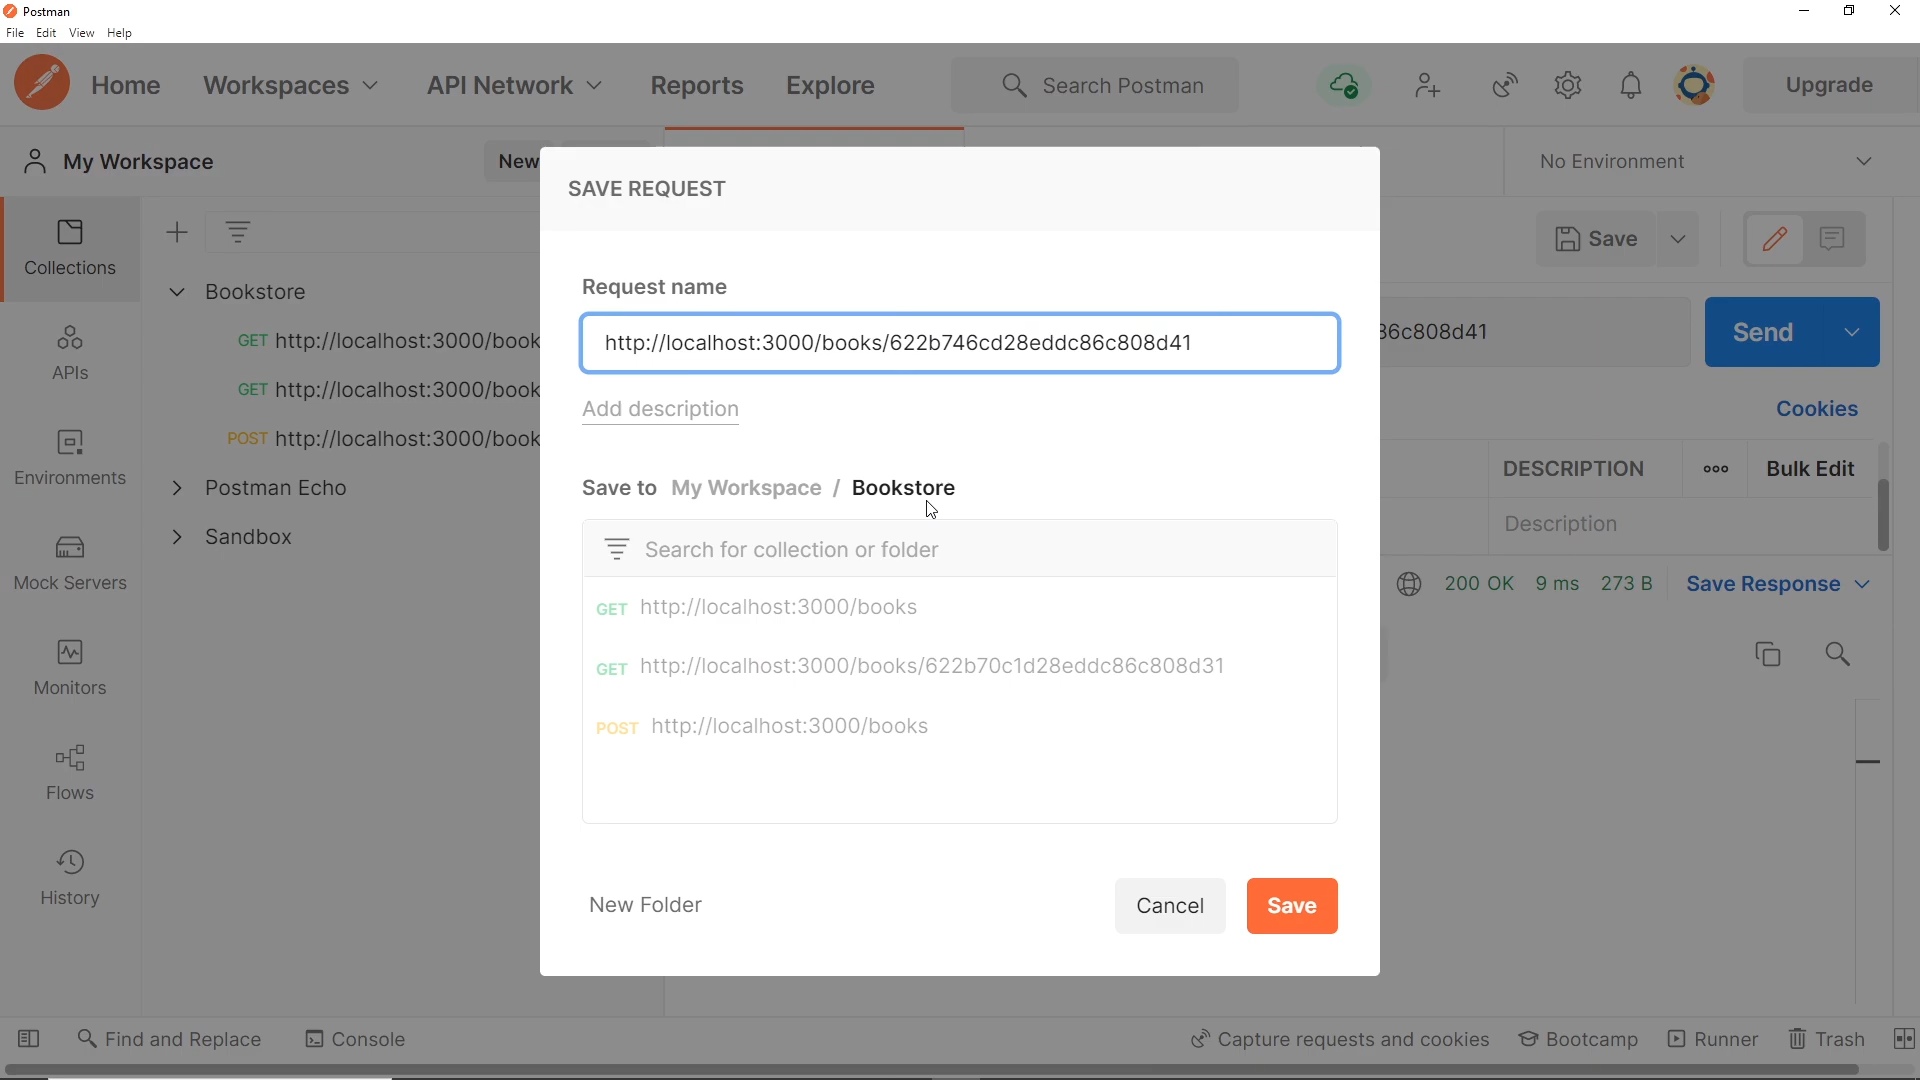 Postman
File Edit View Help
Home Workspaces API Network Reports Explore Search Postman Upgrade
My Workspace New No Environment
SAVE REQUEST
Collections
Save
Bookstore
Request name
GET http://localhost:3000/book
http://localhost:3000/books/622b746cd28eddc86c808d41
86c808d41 Send
APIs
GET http://localhost:3000/book
Add description
Cookies
POST http://localhost:3000/book
Environments
DESCRIPTION ooo Bulk Edit
Postman Echo
Save to My Workspace / Bookstore
Description
Sandbox
Search for collection or folder
Mock Servers
200 OK 9 ms 273 B Save Response
GET http://localhost:3000/books
GET http://localhost:3000/books/622b70c1d28eddc86c808d31
Monitors
POST http://localhost:3000/books
Flows
History
New Folder Cancel Save
Find and Replace Console Capture requests and cookies Bootcamp Runner Trash